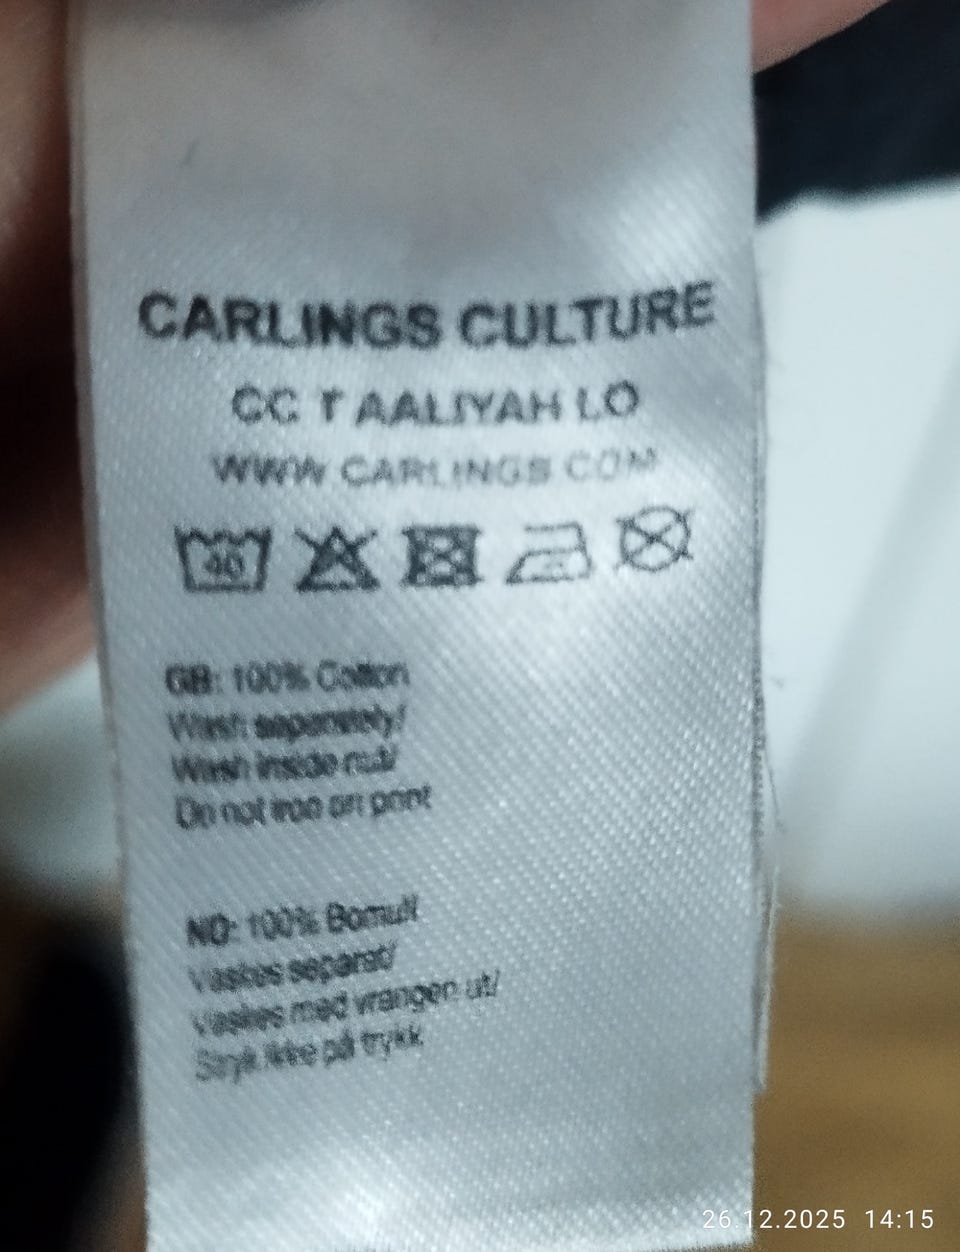 CARLINGS CULTURE
CC T AALIYAH LO
WWW CARLINGS COM
40
GB: 100% Cotton
Wash separately/
Wash inside out/
Do not iron on print
NO: 100% Bomull
Vaskes separat/
Vaskes med vrangen ut/
Stryk ikke på trykk
26.12.2025 14:15